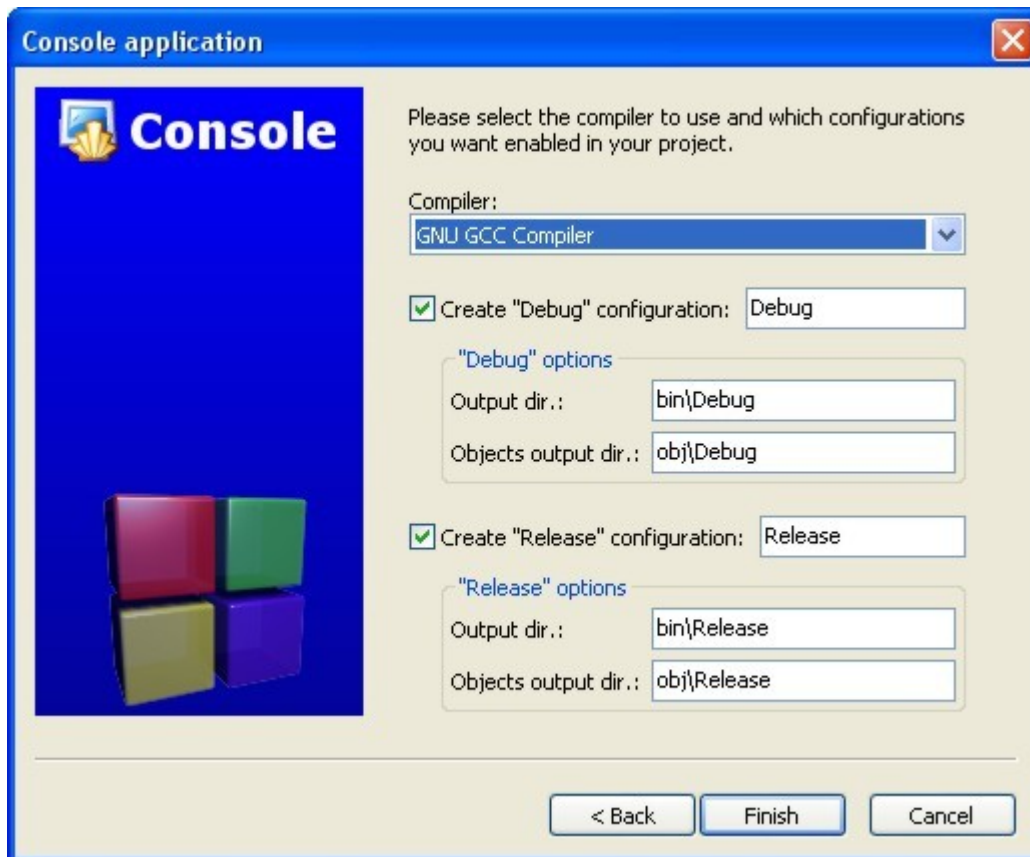 Console application
Console
Please select the compiler to use and which configurations
you want enabled in your project.
Compiler:
GNU GCC Compiler
Create "Debug" configuration: Debug
"Debug" options
Output dir.: bin\Debug
Objects output dir.: obj\Debug
Create "Release" configuration: Release
"Release" options
Output dir.: bin\Release
Objects output dir.: obj\Release
< Back Finish Cancel